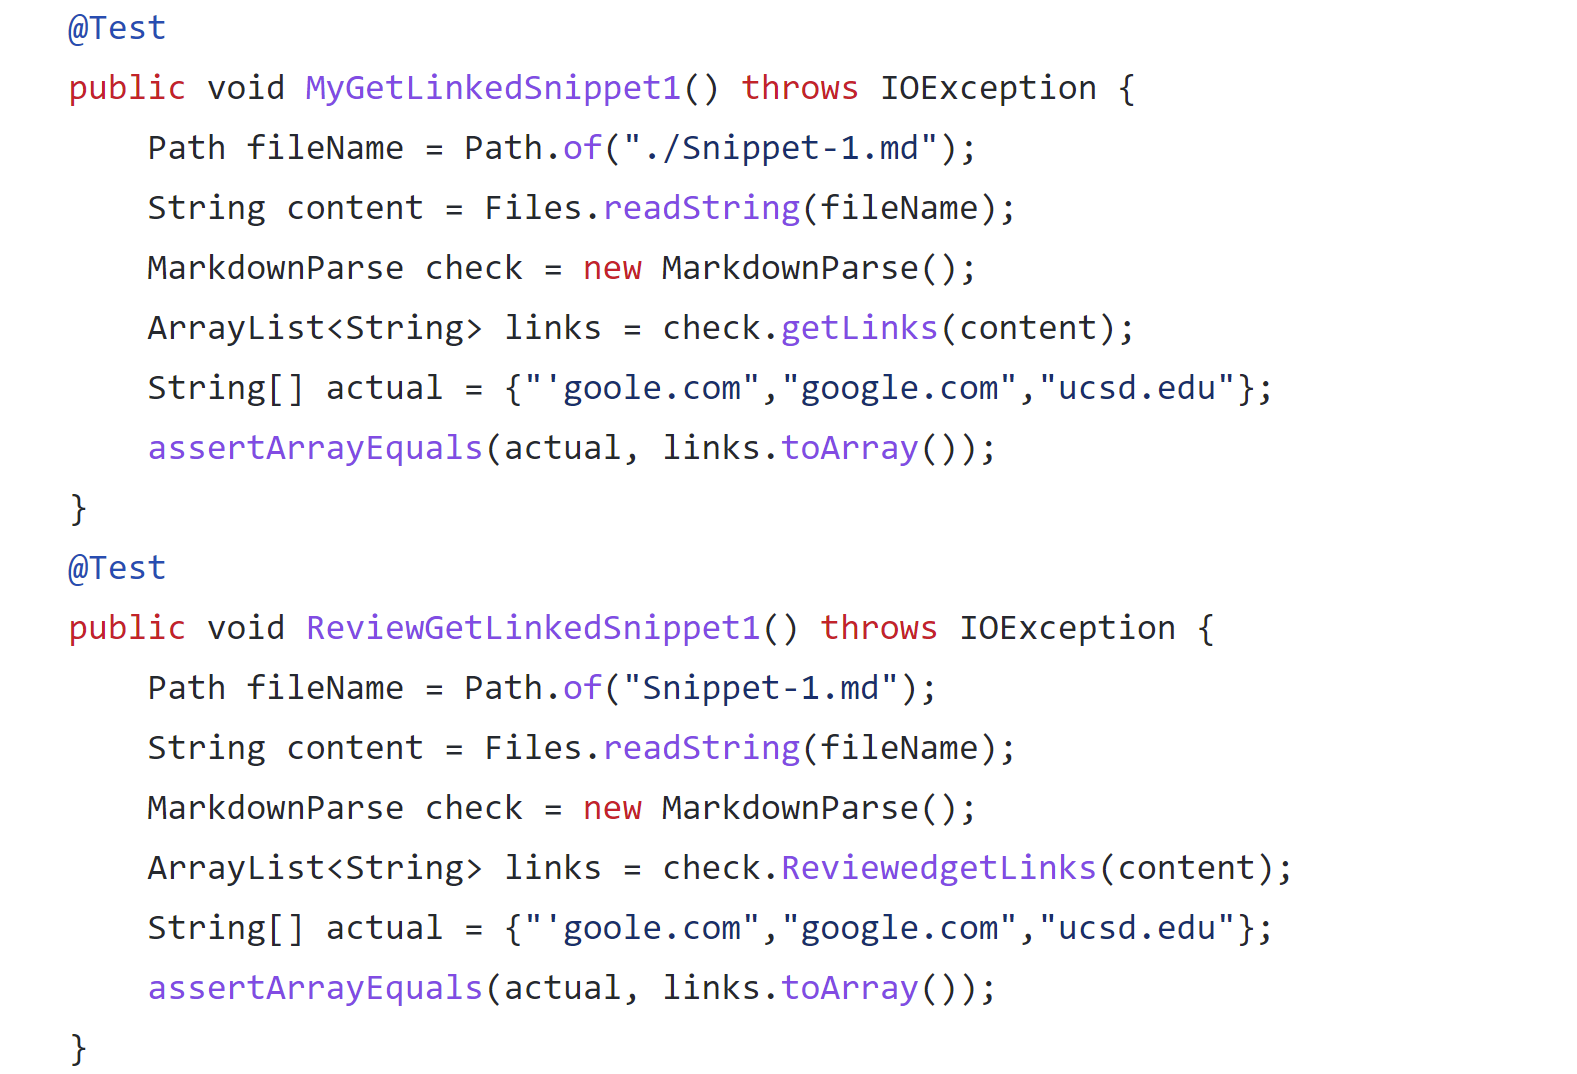 @Test
public void MyGetLinkedSnippet1() throws IOException {
    Path fileName = Path.of("./Snippet-1.md");
    String content = Files.readString(fileName);
    MarkdownParse check = new MarkdownParse();
    ArrayList<String> links = check.getLinks(content);
    String[] actual = {"'goole.com","google.com","ucsd.edu"};
    assertArrayEquals(actual, links.toArray());
}
@Test
public void ReviewGetLinkedSnippet1() throws IOException {
    Path fileName = Path.of("Snippet-1.md");
    String content = Files.readString(fileName);
    MarkdownParse check = new MarkdownParse();
    ArrayList<String> links = check.ReviewedgetLinks(content);
    String[] actual = {"'goole.com","google.com","ucsd.edu"};
    assertArrayEquals(actual, links.toArray());
}